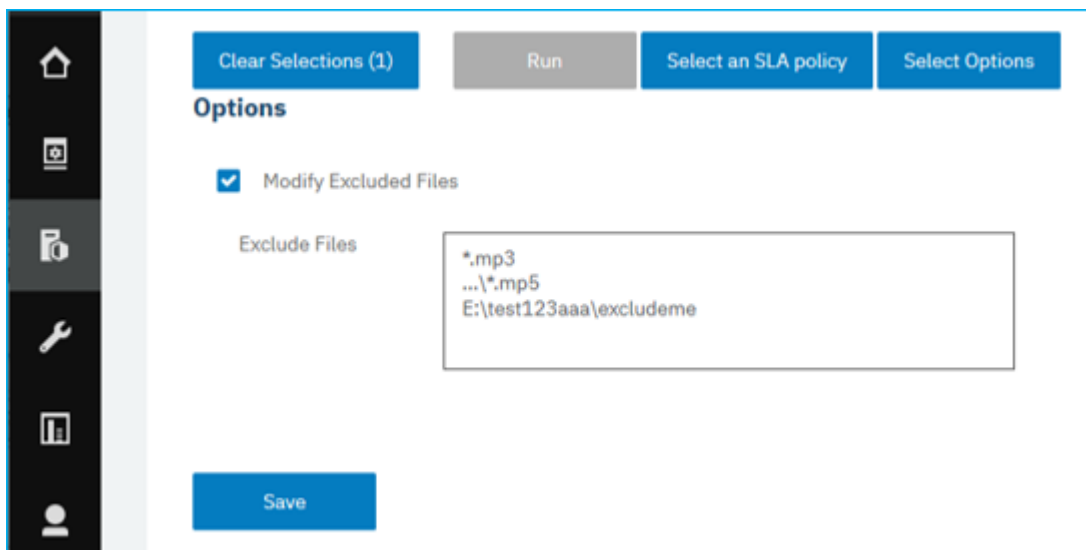 Clear Selections (1) Run Select an SLA policy Select Options
Options
Modify Excluded Files
Exclude Files
*.mp3
...\*.mp5
E:\test123aaa\excludeme
Save